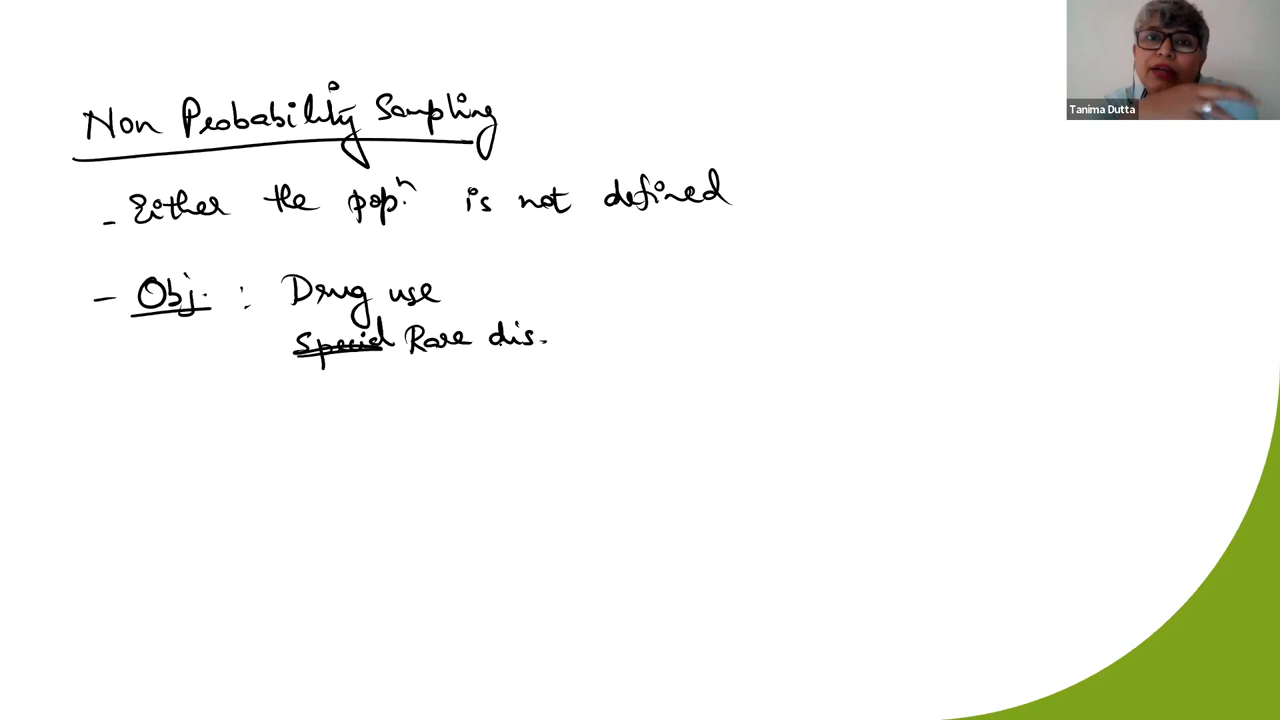 Non Probability Sampling
- Either the popn is not defined
- Obj. : Drug use
Special Rare dis.
Tanima Dutta